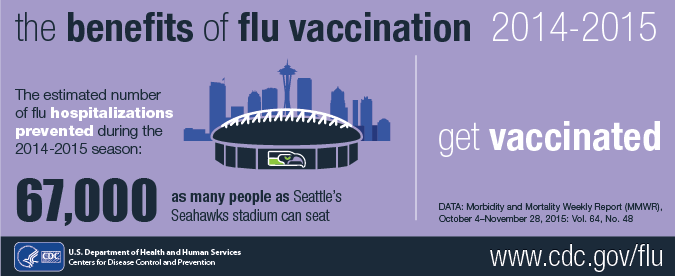 the benefits of flu vaccination 2014-2015
The estimated number
of flu hospitalizations
prevented during the
2014-2015 season:
67,000
as many people as Seattle's
Seahawks stadium can seat
get vaccinated
DATA: Morbidity and Mortality Weekly Report (MMWR),
October 4–November 28, 2015: Vol. 64, No. 48
CDC
U.S. Department of Health and Human Services
Centers for Disease Control and Prevention
www.cdc.gov/flu